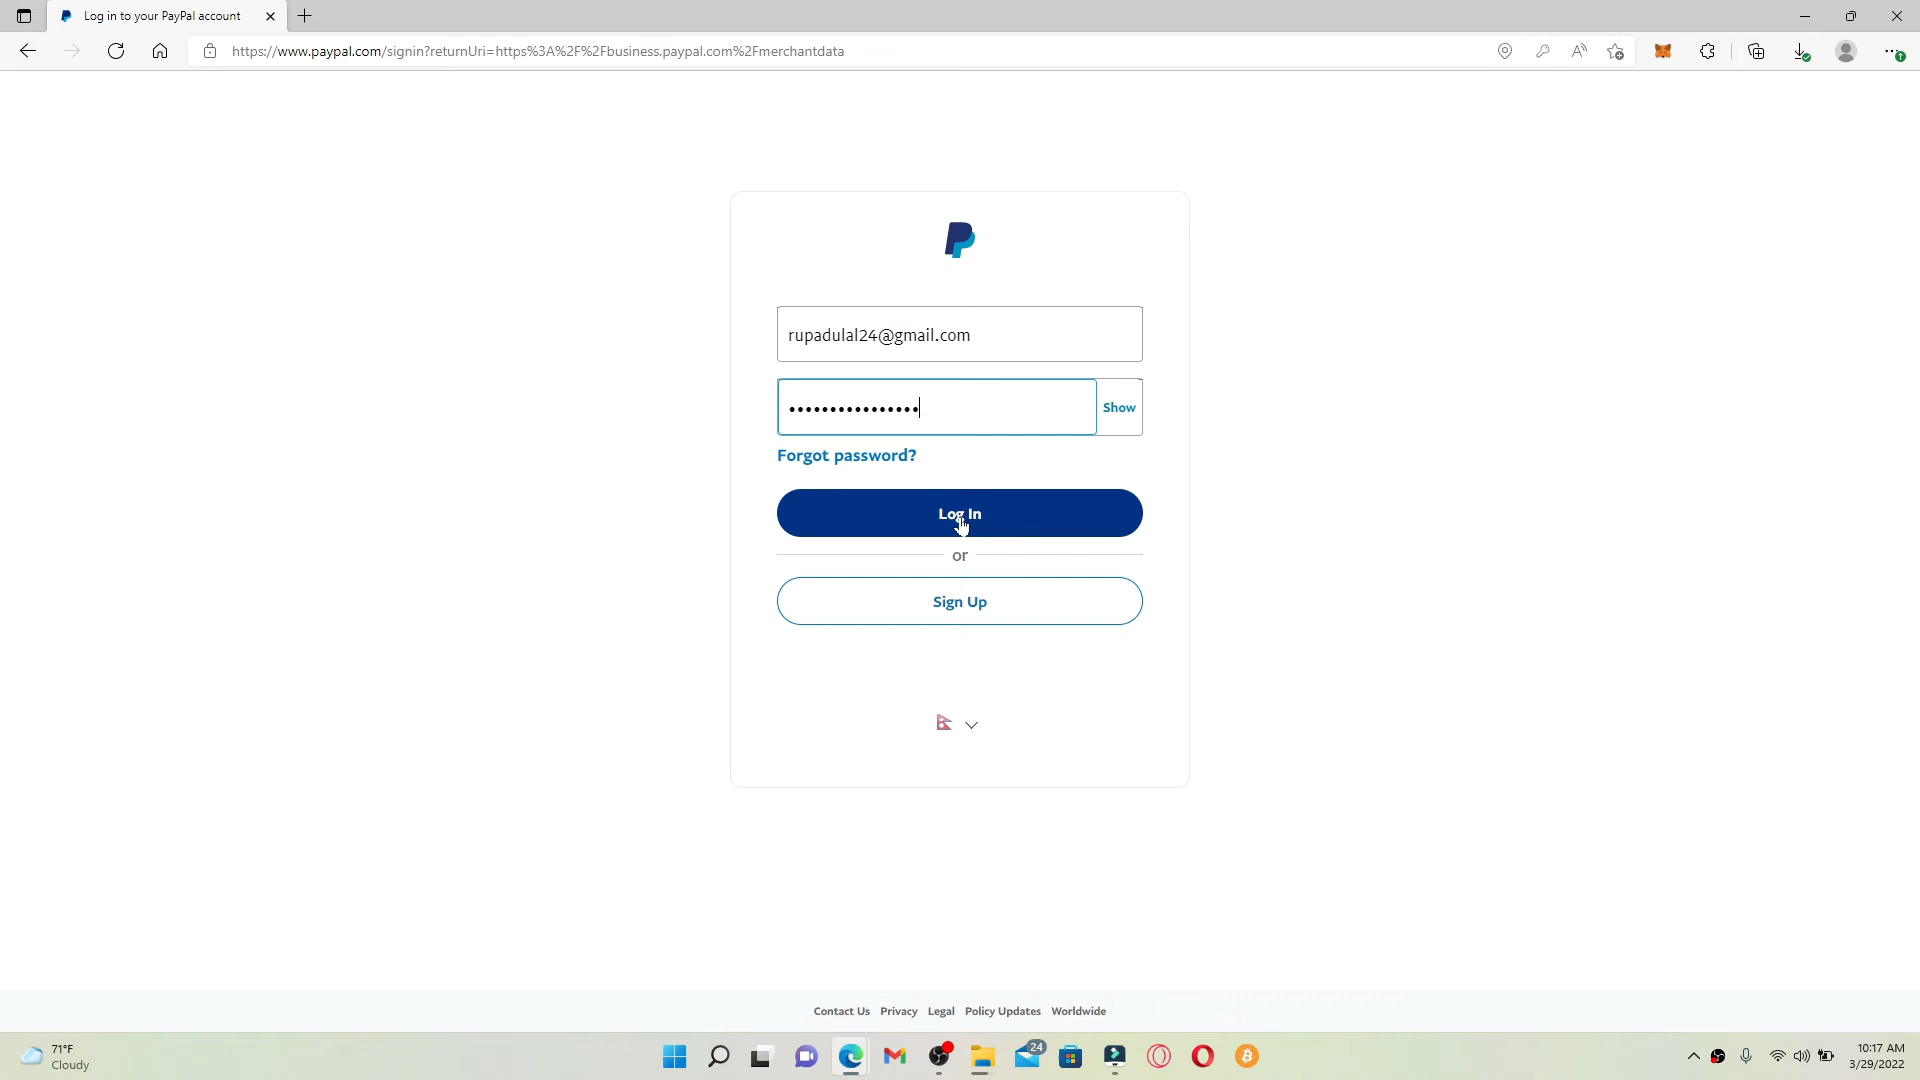 Log in to your PayPal account
https://www.paypal.com/signin?returnUri=https%3A%2F%2Fbusiness.paypal.com%2Fmerchantdata
rupadulal24@gmail.com
••••••••••••••••
Show
Forgot password?
Log In
or
Sign Up
Contact Us Privacy Legal Policy Updates Worldwide
71°F
Cloudy
24
10:17 AM
3/29/2022